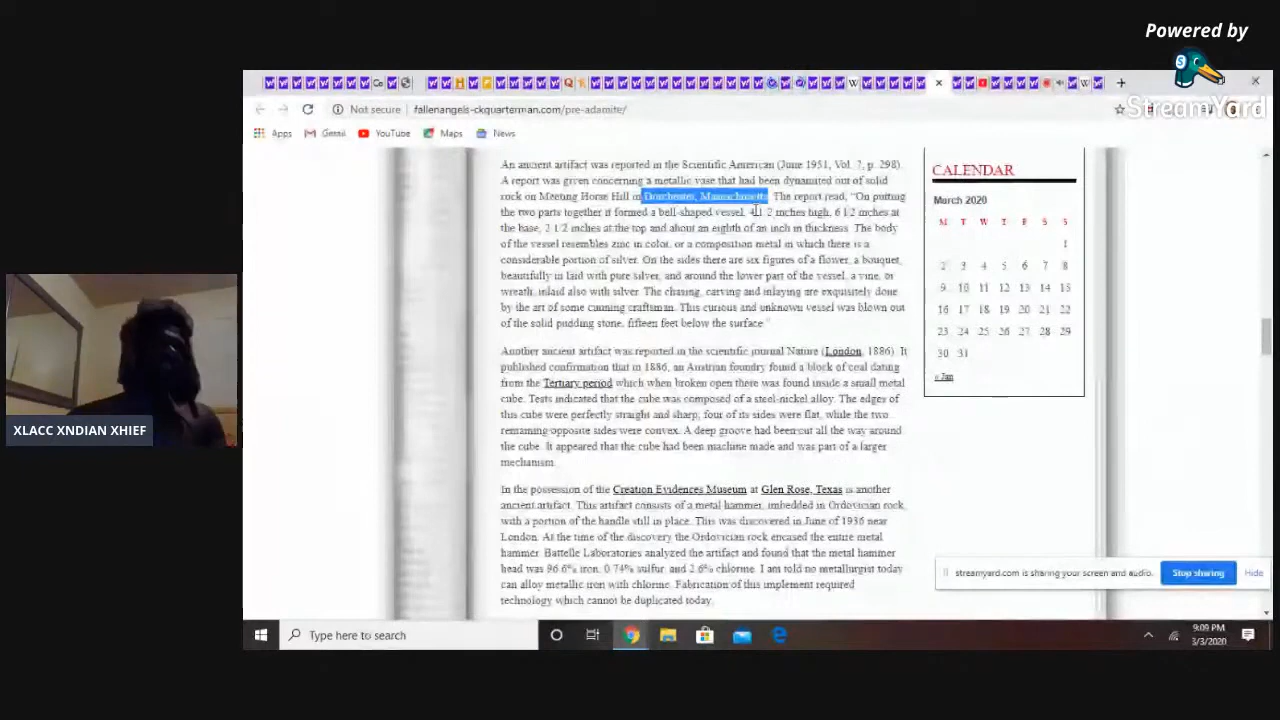 Powered by
StreamYard
Not secure
fallenangels-ckquarterman.com/pre-adamite/
Apps Gmail YouTube Maps News
An ancient artifact was reported in the Scientific American (June 1951, Vol. 7, p. 298).
A report was given concerning a metallic vase that had been dynamited out of solid
rock on Meeting Horse Hill in Dorchester, Massachusetts. The report read, "On putting
the two parts together it formed a bell-shaped vessel, 4 1 2 inches high, 6 1 2 inches at
the base, 2 1 2 inches at the top and about an eighth of an inch in thickness. The body
of the vessel resembles zinc in color, or a composition metal in which there is a
considerable portion of silver. On the sides there are six figures of a flower, a bouquet,
beautifully in laid with pure silver, and around the lower part of the vessel, a vine, or
wreath, inlaid also with silver. The chasing, carving and inlaying are exquisitely done
by the art of some cunning craftsman. This curious and unknown vessel was blown out
of the solid pudding stone, fifteen feet below the surface"
Another ancient artifact was reported in the scientific journal Nature (London, 1886). It
published confirmation that in 1886, an Austrian foundry found a block of coal dating
from the Tertiary period which when broken open there was found inside a small metal
cube. Tests indicated that the cube was composed of a steel-nickel alloy. The edges of
this cube were perfectly straight and sharp; four of its sides were flat, while the two
remaining opposite sides were convex. A deep groove had been cut all the way around
the cube. It appeared that the cube had been machine made and was part of a larger
mechanism.
In the possession of the Creation Evidences Museum at Glen Rose, Texas is another
ancient artifact. This artifact consists of a metal hammer, imbedded in Ordovician rock,
with a portion of the handle still in place. This was discovered in June of 1936 near
London. At the time of the discovery the Ordovician rock encased the entire metal
hammer. Battelle Laboratories analyzed the artifact and found that the metal hammer
head was 96.6% iron, 0.74% sulfur, and 2.6% chlorine. I am told no metallurgist today
can alloy metallic iron with chlorine. Fabrication of this implement required
technology which cannot be duplicated today.
CALENDAR
March 2020
M T W T F S S
1
2 3 4 5 6 7 8
9 10 11 12 13 14 15
16 17 18 19 20 21 22
23 24 25 26 27 28 29
30 31
« Jan
XLACC XNDIAN XHIEF
streamyard.com is sharing your screen and audio.
Stop sharing
Hide
Type here to search
9:09 PM
3/3/2020